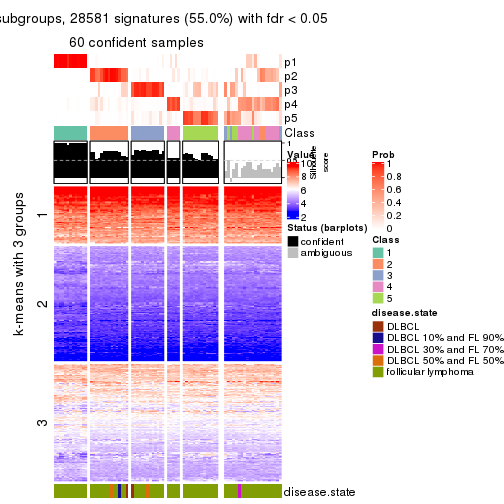 subgroups, 28581 signatures (55.0%) with fdr < 0.05
60 confident samples
p1
p2
p3
p4
p5
Class
1
0
Silhouette
score
k-means with 3 groups
1
2
3
disease.state
Value
10
8
6
4
2
Status (barplots)
confident
ambiguous
Prob
1
0.8
0.6
0.4
0.2
0
Class
1
2
3
4
5
disease.state
DLBCL
DLBCL 10% and FL 90%
DLBCL 30% and FL 70%
DLBCL 50% and FL 50%
follicular lymphoma